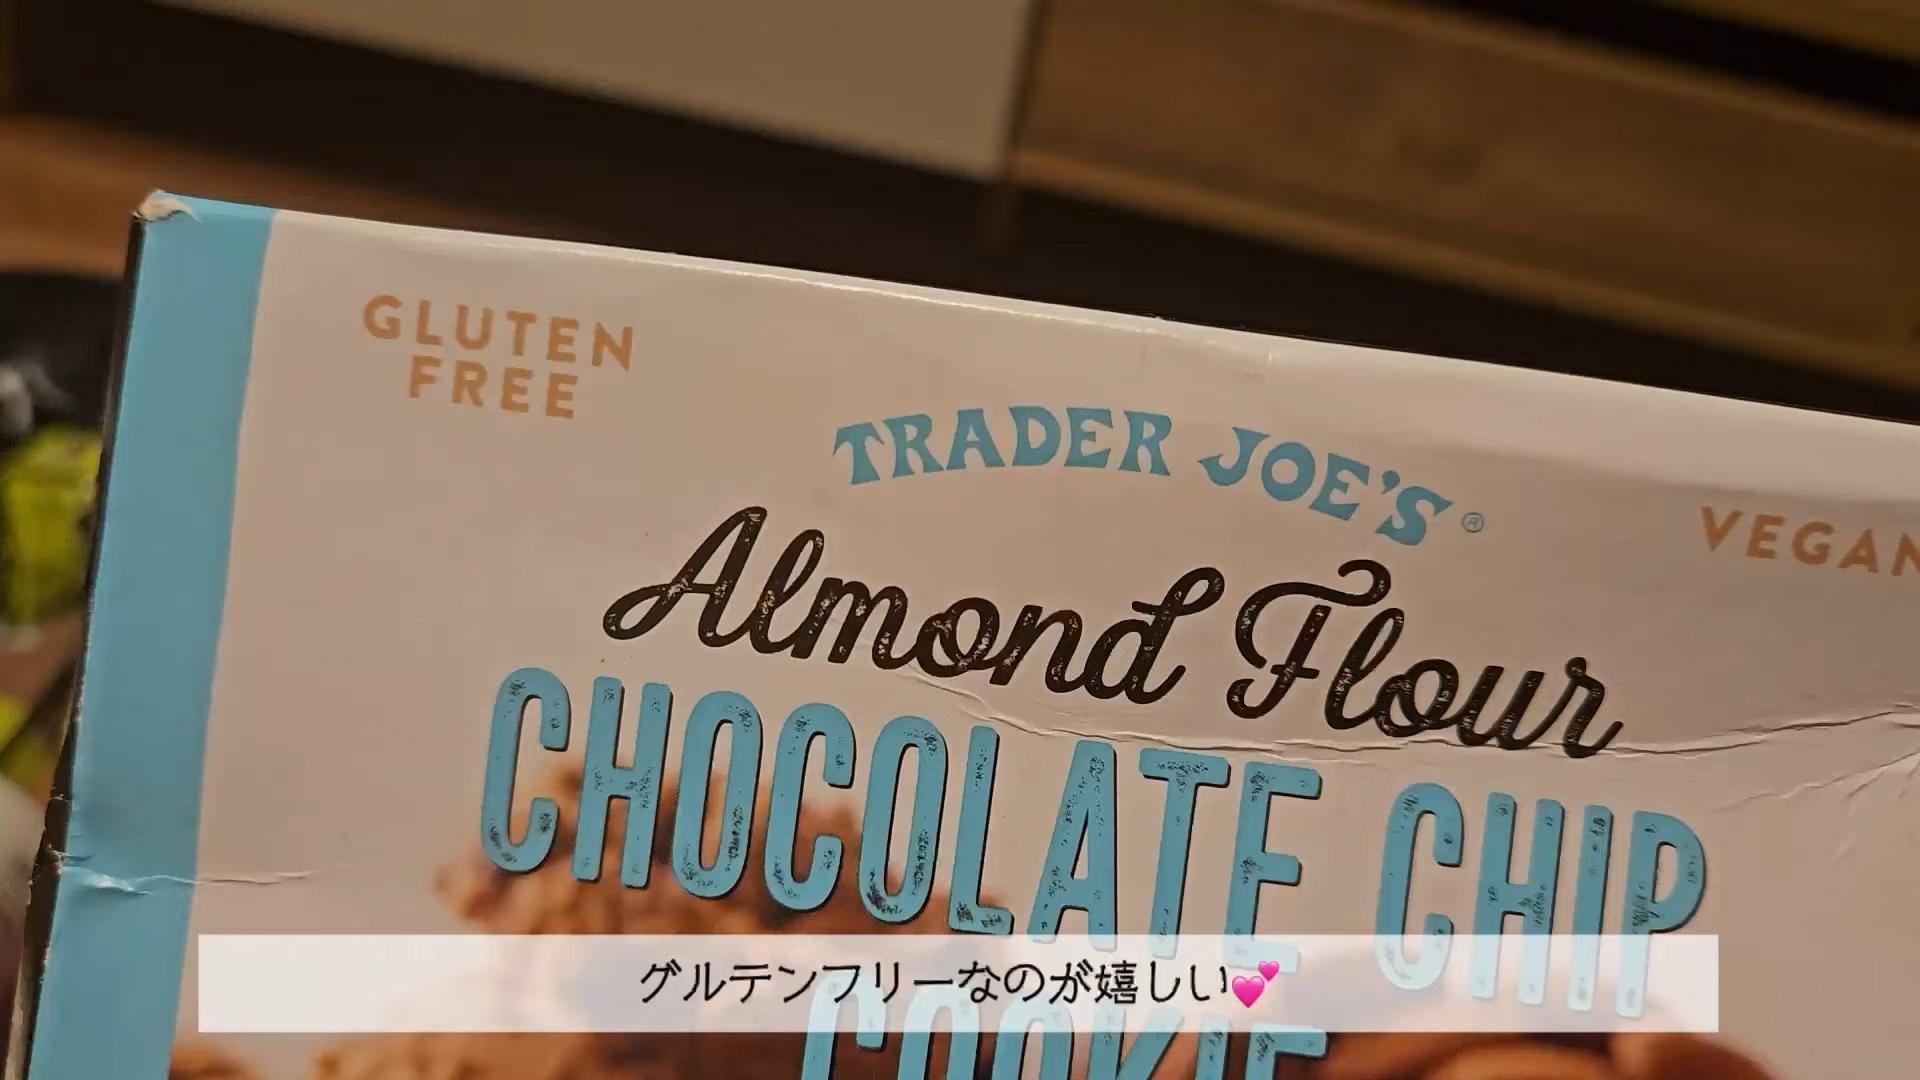 GLUTEN
FREE
TRADER JOE'S®
VEGAN
Almond Flour
CHOCOLATE CHIP
COOKIE
グルテンフリーなのが嬉しい💕